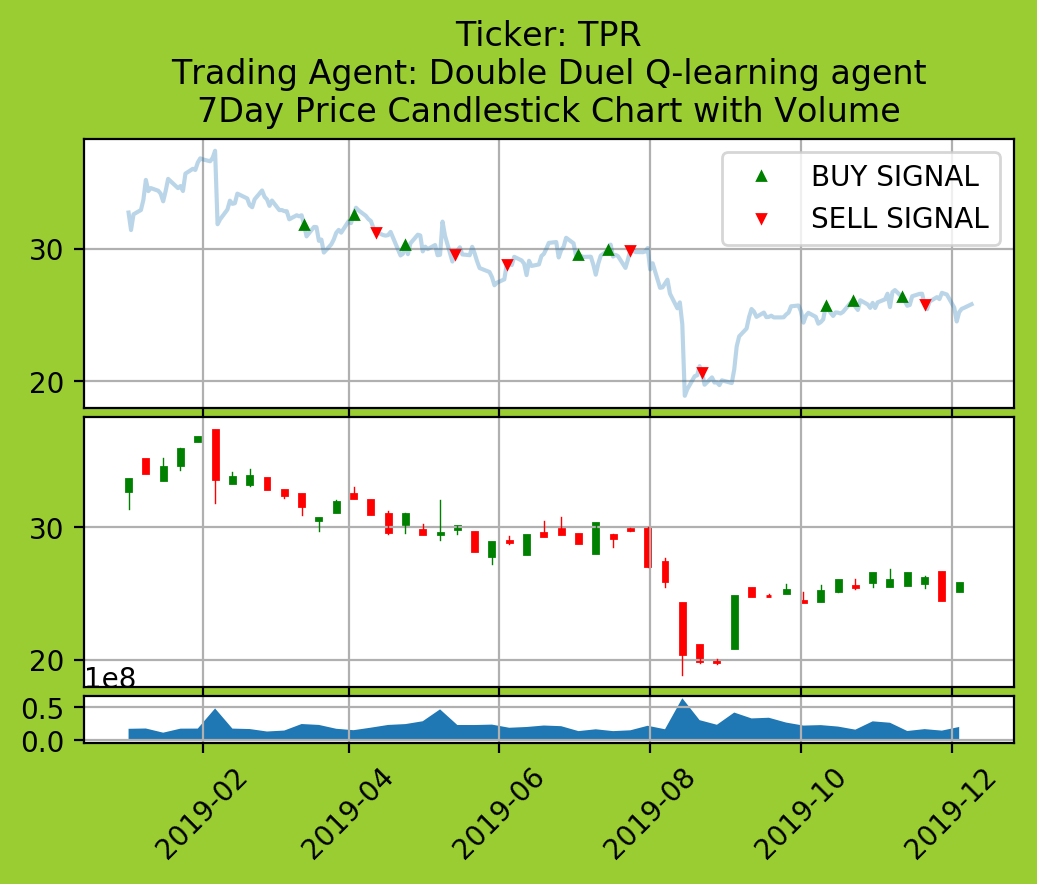 Ticker: TPR
Trading Agent: Double Duel Q-learning agent
7Day Price Candlestick Chart with Volume
BUY SIGNAL
SELL SIGNAL
30
20
30
20
1e8
0.5
0.0
2019-02
2019-04
2019-06
2019-08
2019-10
2019-12